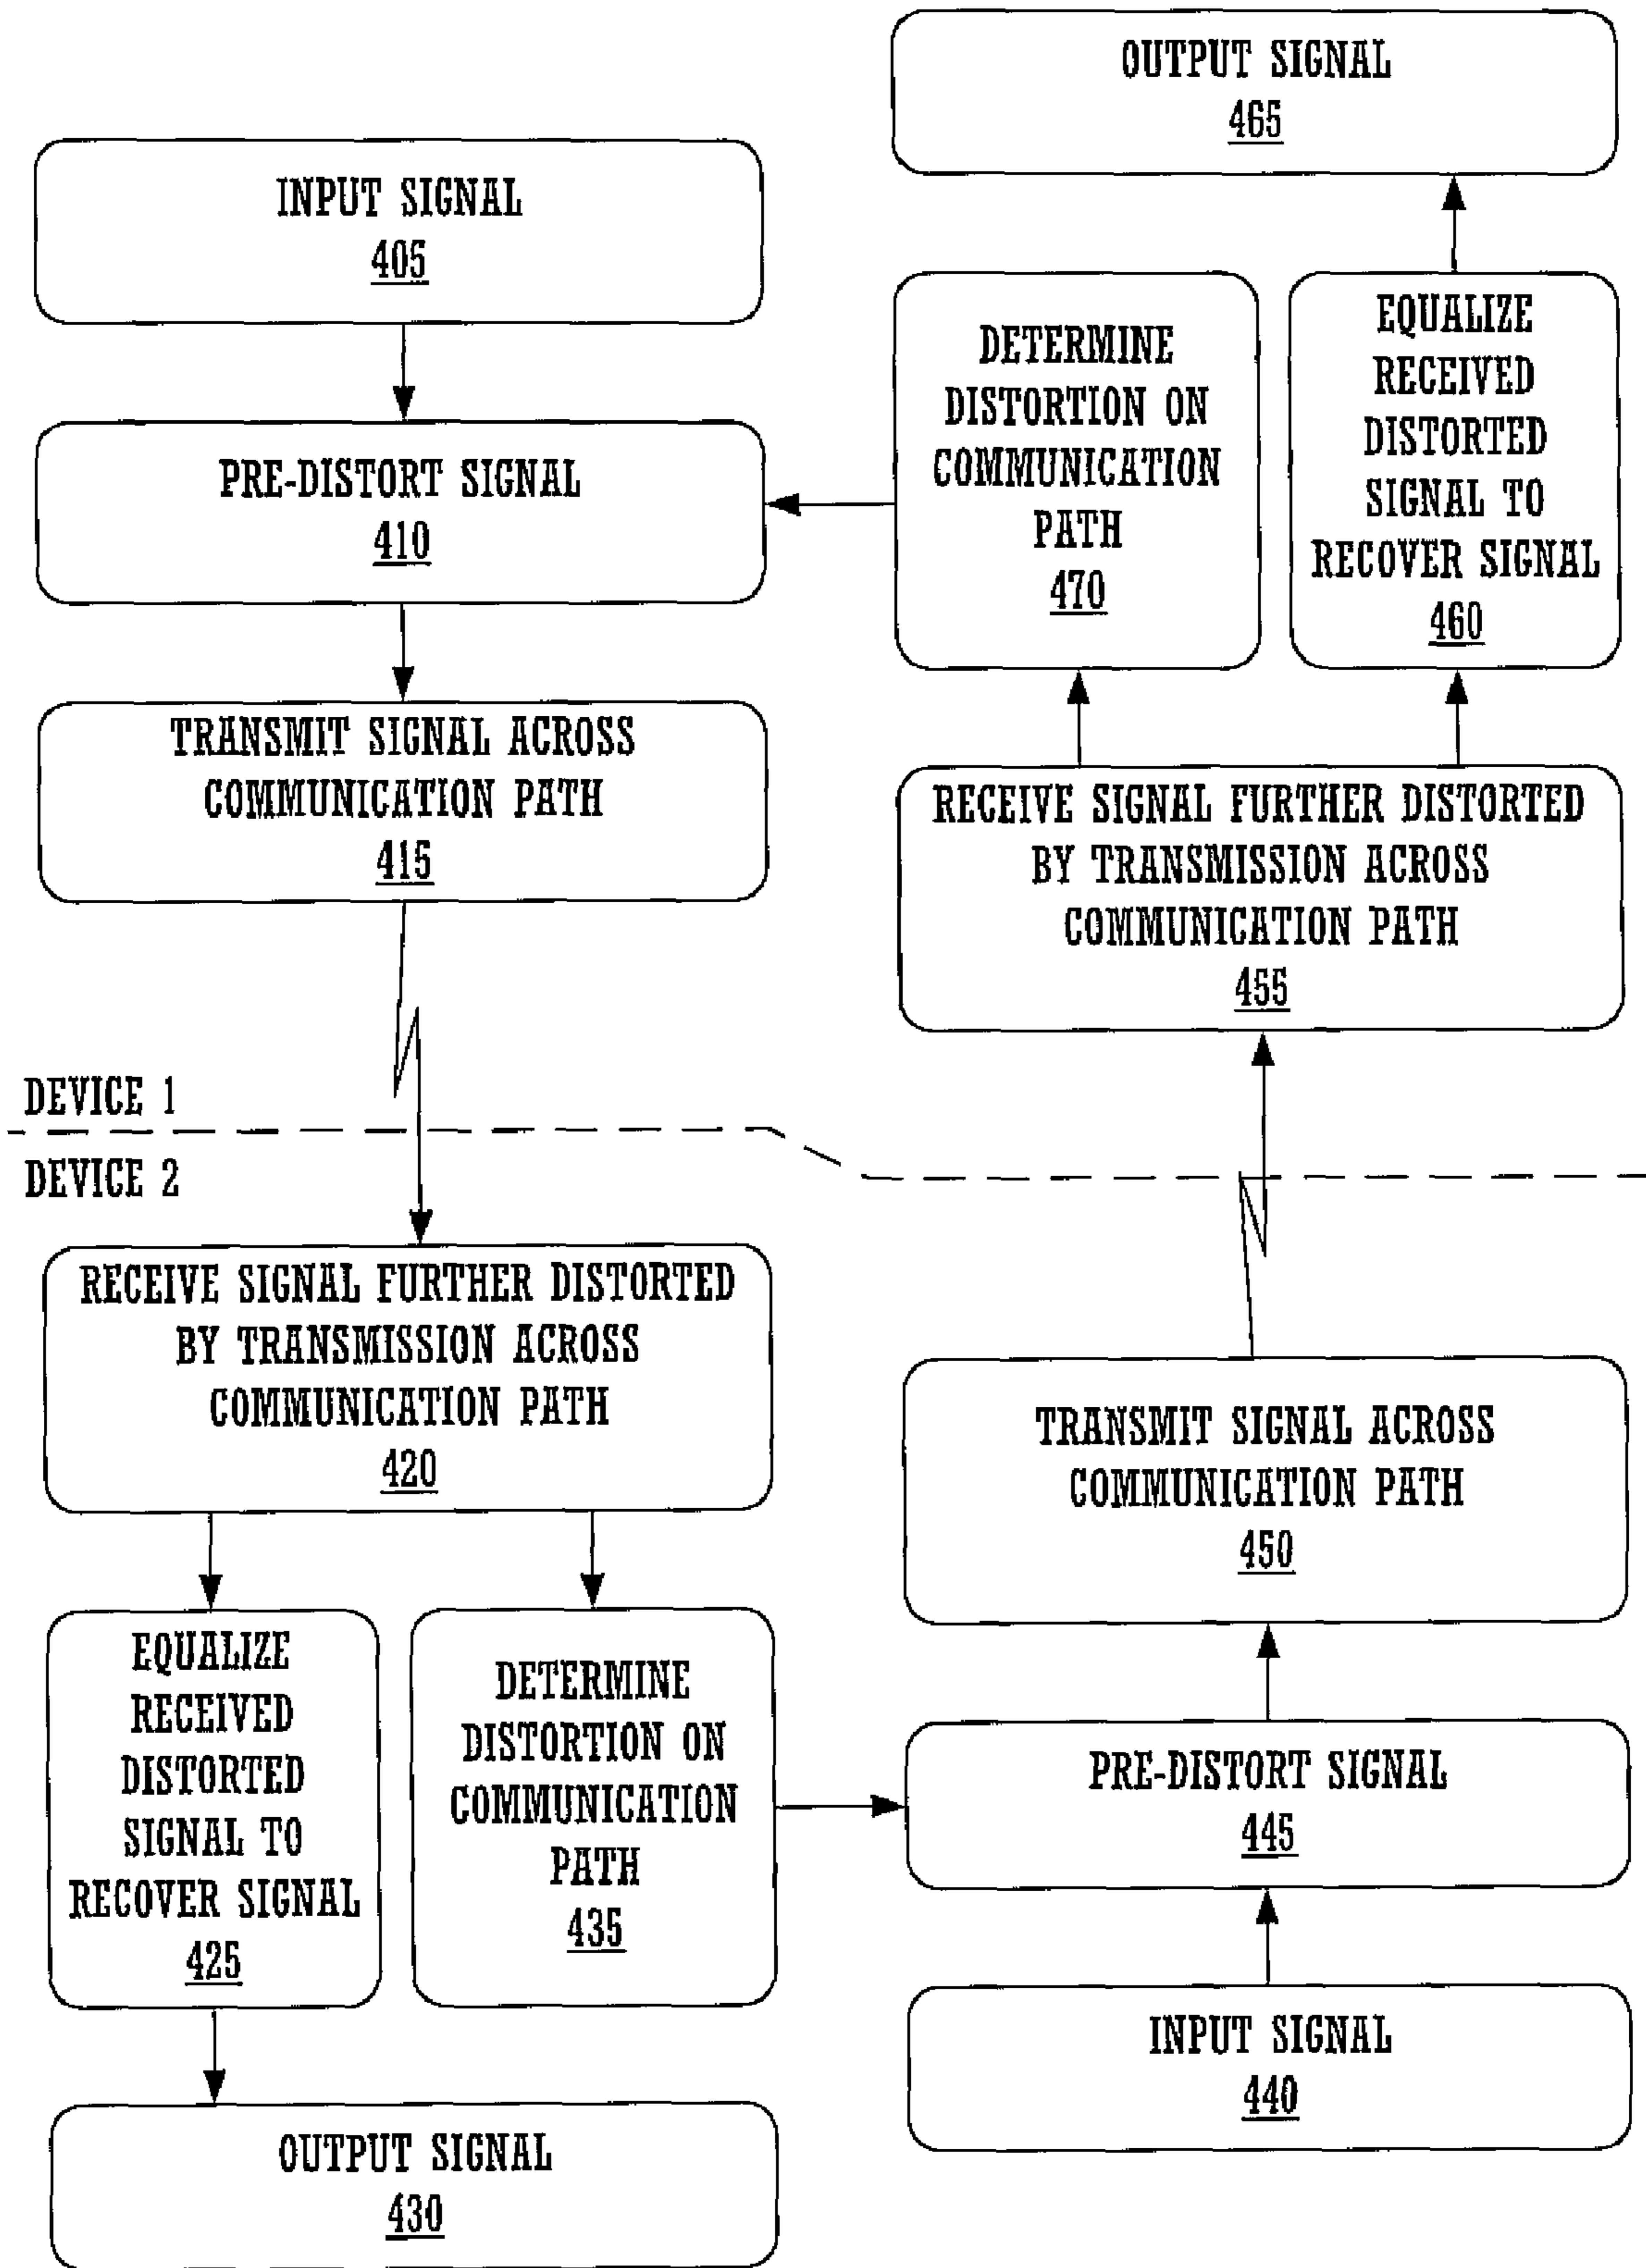 INPUT SIGNAL
405
PRE-DISTORT SIGNAL
410
TRANSMIT SIGNAL ACROSS
COMMUNICATION PATH
415
DEVICE 1
DEVICE 2
RECEIVE SIGNAL FURTHER DISTORTED
BY TRANSMISSION ACROSS
COMMUNICATION PATH
420
EQUALIZE
RECEIVED
DISTORTED
SIGNAL TO
RECOVER SIGNAL
425
DETERMINE
DISTORTION ON
COMMUNICATION
PATH
435
OUTPUT SIGNAL
430
OUTPUT SIGNAL
465
DETERMINE
DISTORTION ON
COMMUNICATION
PATH
470
EQUALIZE
RECEIVED
DISTORTED
SIGNAL TO
RECOVER SIGNAL
460
RECEIVE SIGNAL FURTHER DISTORTED
BY TRANSMISSION ACROSS
COMMUNICATION PATH
455
TRANSMIT SIGNAL ACROSS
COMMUNICATION PATH
450
PRE-DISTORT SIGNAL
445
INPUT SIGNAL
440